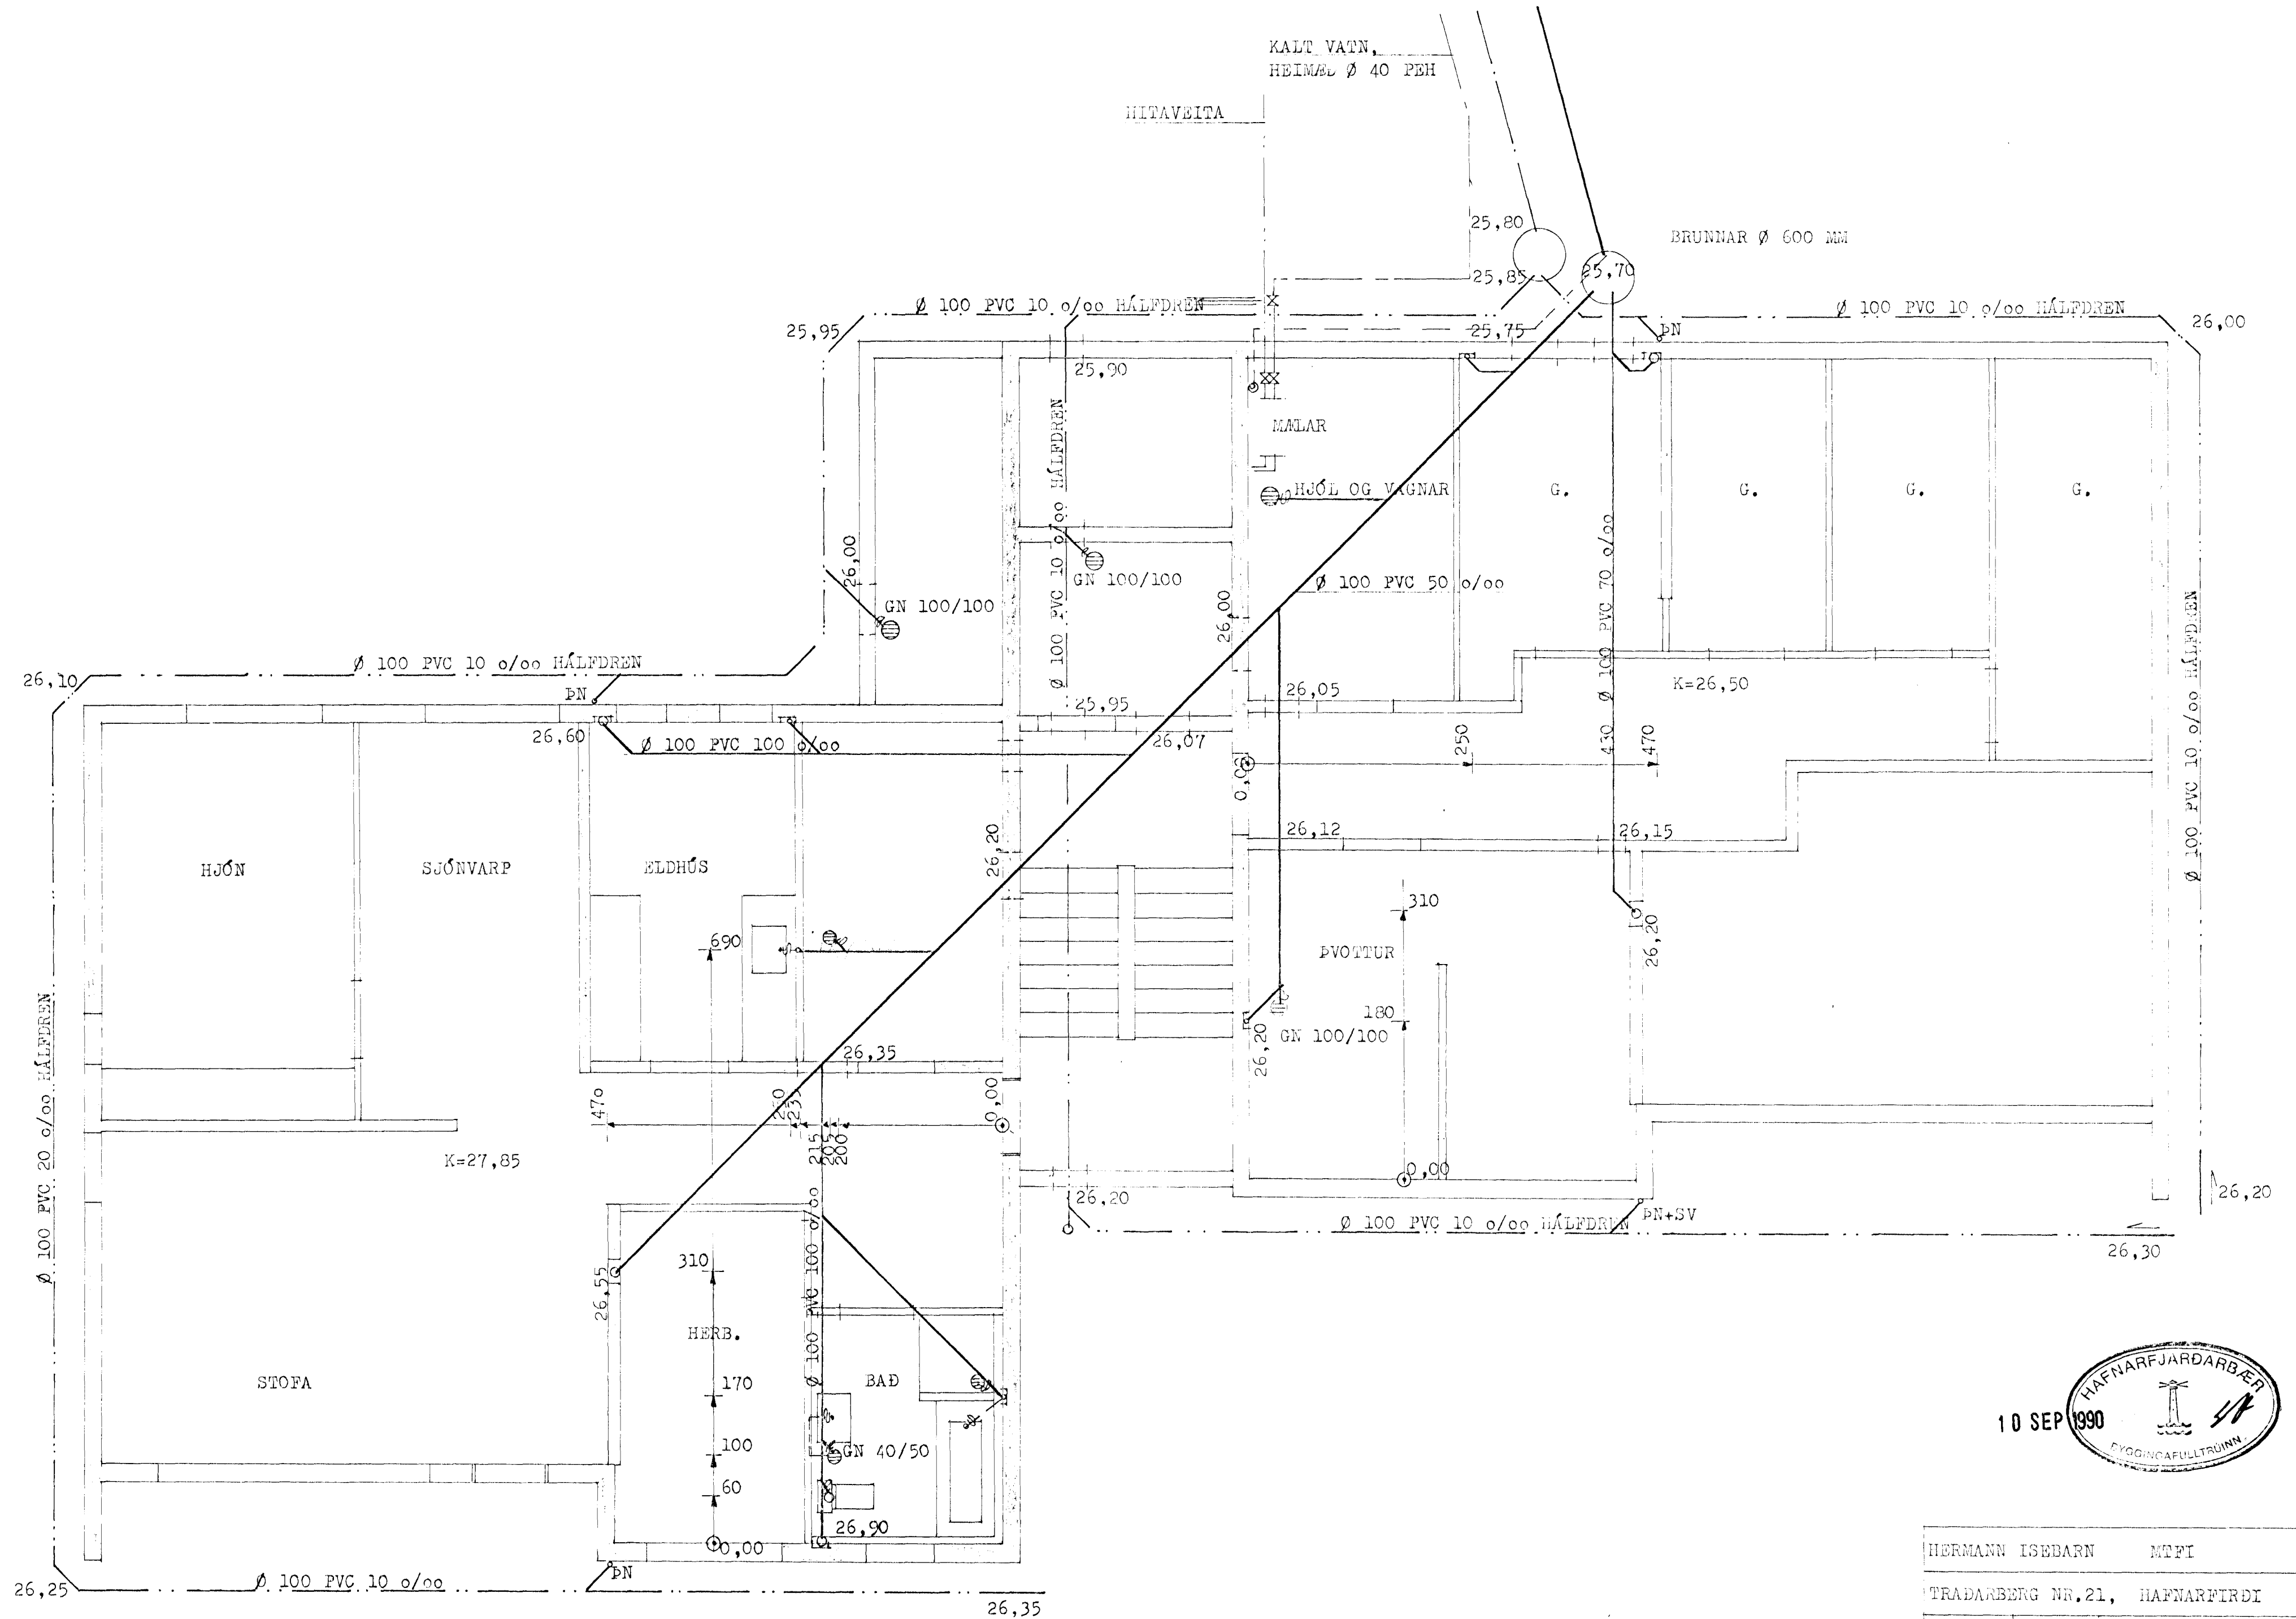 KALT VATN,
HEIMÆÐ Ø 40 PEH
HITAVEITA
25,80
BRUNNAR Ø 600 MM
25,85
25,70
Ø 100 PVC 10 o/oo HÁLFDREN
Ø 100 PVC 10 o/oo HÁLFDREN
25,95
25,75
ÞN
26,00
25,90
MÆLAR
HJÓL OG VAGNAR
G.
G.
G.
G.
Ø 100 PVC 10 o/oo HÁLFDREN
26,00
GN 100/100
GN 100/100
Ø 100 PVC 50 o/oo
Ø 100 PVC 70 o/oo
26,00
Ø 100 PVC 10 o/oo HÁLFDREN
Ø 100 PVC 10 o/oo HÁLFDREN
26,10
ÞN
K=26,50
26,05
25,95
26,60
Ø 100 PVC 100 o/oo
26,07
250
430
470
0,00
26,12
26,15
26,20
HJÓN
SJÓNVARP
ELDHÚS
310
690
ÞVOTTUR
26,20
180
GN 100/100
26,20
Ø 100 PVC 20 o/oo HÁLFDREN
26,35
470
250
235
215
205
200
0,00
K=27,85
0,00
26,20
26,20
Ø 100 PVC 10 o/oo HÁLFDREN
ÞN+SV
26,30
26,55
310
HERB.
Ø 100 PVC 100 o/oo
STOFA
170
BAÐ
100
GN 40/50
60
26,90
0,00
ÞN
26,25
Ø 100 PVC 10 o/oo
26,35
HAFNARFJARÐARBÆR
10 SEP 1990
BYGGINGAFULLTRÚINN
HERMANN ISEBARN MTFI
TRAÐARBERG NR.21, HAFNARFIRÐI